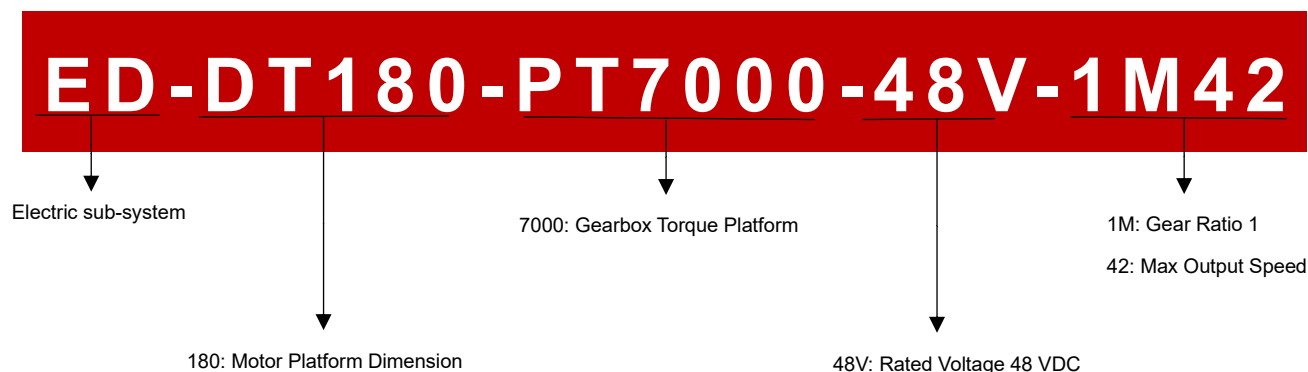 ED-DT180-PT7000-48V-1M42
Electric sub-system
7000: Gearbox Torque Platform
1M: Gear Ratio 1
42: Max Output Speed
180: Motor Platform Dimension
48V: Rated Voltage 48 VDC